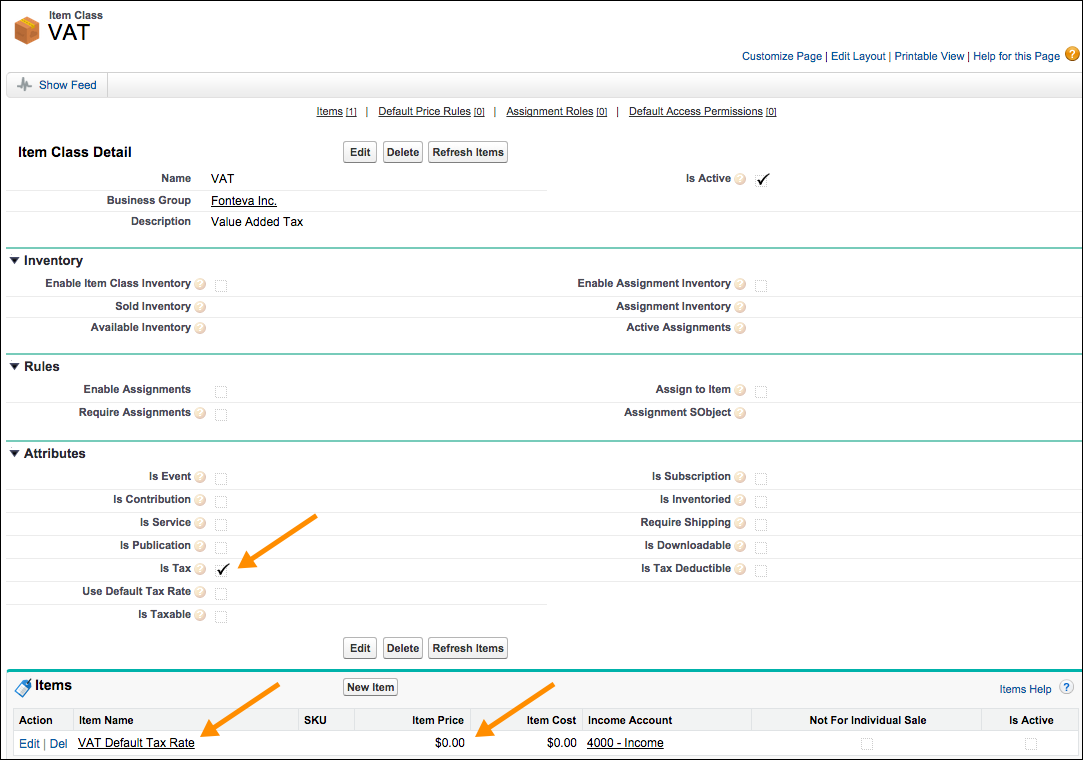 Item Class
VAT
Customize Page | Edit Layout | Printable View | Help for this Page ?
Show Feed
Items [1] | Default Price Rules [0] | Assignment Roles [0] | Default Access Permissions [0]
Item Class Detail Edit Delete Refresh Items
Name VAT Is Active ?
Business Group Fonteva Inc.
Description Value Added Tax
Inventory
Enable Item Class Inventory ? Enable Assignment Inventory ?
Sold Inventory ? Assignment Inventory ?
Available Inventory ? Active Assignments ?
Rules
Enable Assignments Assign to Item ?
Require Assignments ? Assignment SObject ?
Attributes
Is Event ? Is Subscription ?
Is Contribution ? Is Inventoried ?
Is Service ? Require Shipping ?
Is Publication ? Is Downloadable ?
Is Tax ? Is Tax Deductible ?
Use Default Tax Rate ?
Is Taxable ?
Edit Delete Refresh Items
Items New Item Items Help ?
Action Item Name SKU Item Price Item Cost Income Account Not For Individual Sale Is Active
Edit | Del VAT Default Tax Rate $0.00 $0.00 4000 - Income